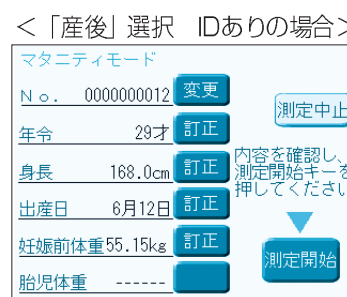 ＜「産後」選択　IDありの場合＞
マタニティモード
No.　0000000012　変更
測定中止
年令　29才　訂正
身長　168.0cm　訂正
内容を確認し、
測定開始キーを
押してください
出産日　6月12日　訂正
妊娠前体重55.15kg　訂正
測定開始
胎児体重　------